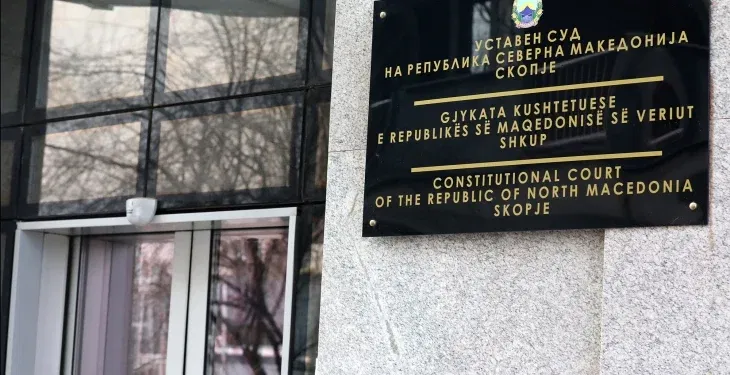 УСТАВЕН СУД
НА РЕПУБЛИКА СЕВЕРНА МАКЕДОНИЈА
СКОПЈЕ
GJYKATA KUSHTETUESE
E REPUBLIKËS SË MAQEDONISË SË VERIUT
SHKUP
CONSTITUTIONAL COURT
OF THE REPUBLIC OF NORTH MACEDONIA
SKOPJE